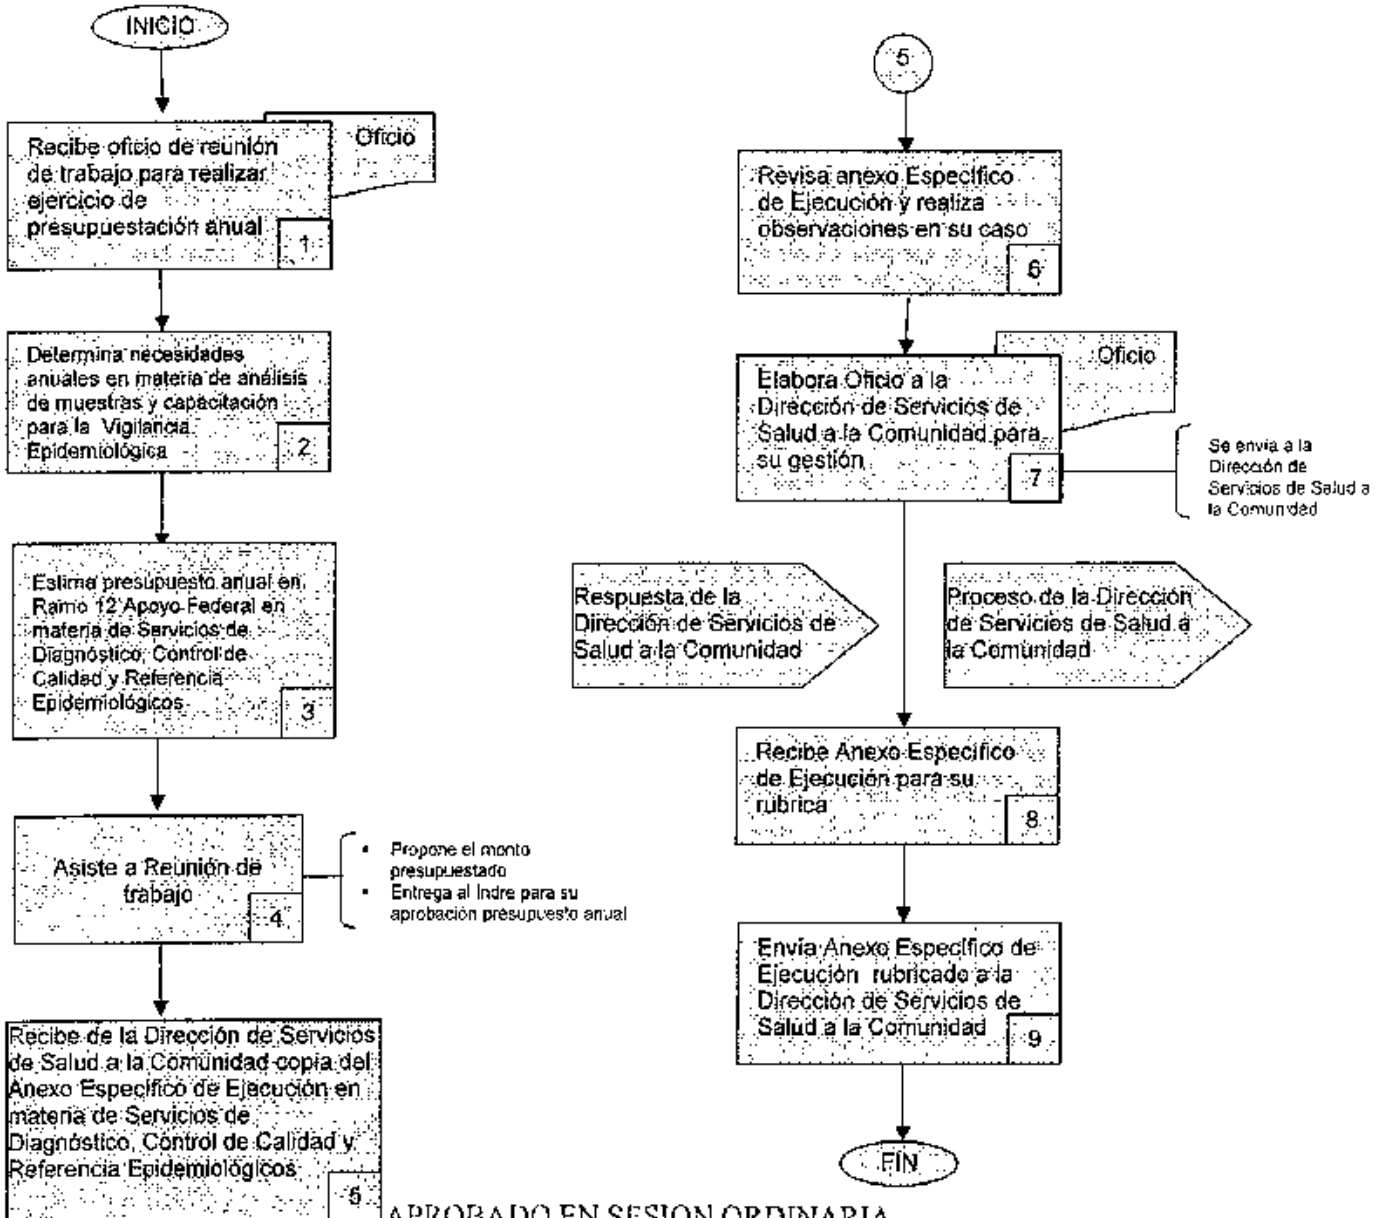 INICIO
Recibe oficio de reunión
de trabajo para realizar
ejercicio de
presupuestación anual
1
Oficio
Determina necesidades
anuales en materia de análisis
de muestras y capacitación
para la Vigilancia
Epidemiológica
2
Estima presupuesto anual en
Ramo 12 Apoyo Federal en
materia de Servicios de
Diagnóstico, Control de
Calidad y Referencia
Epidemiológicos
3
Asiste a Reunión de
trabajo
4
• Propone el monto
presupuestado
• Entrega al Indre para su
aprobación presupuesto anual
Recibe de la Dirección de Servicios
de Salud a la Comunidad copia del
Anexo Específico de Ejecución en
materia de Servicios de
Diagnóstico, Control de Calidad y
Referencia Epidemiológicos
5
5
Revisa anexo Específico
de Ejecución y realiza
observaciones en su caso
6
Elabora Oficio a la
Dirección de Servicios de
Salud a la Comunidad para
su gestión
7
Oficio
Se envia a la
Dirección de
Servicios de Salud a
la Comunidad
Respuesta de la
Dirección de Servicios de
Salud a la Comunidad
Proceso de la Dirección
de Servicios de Salud a
la Comunidad
Recibe Anexo Específico
de Ejecución para su
rubrica
8
Envía Anexo Específico de
Ejecución rubricado a la
Dirección de Servicios de
Salud a la Comunidad
9
FIN
APROBADO EN SESION ORDINARIA